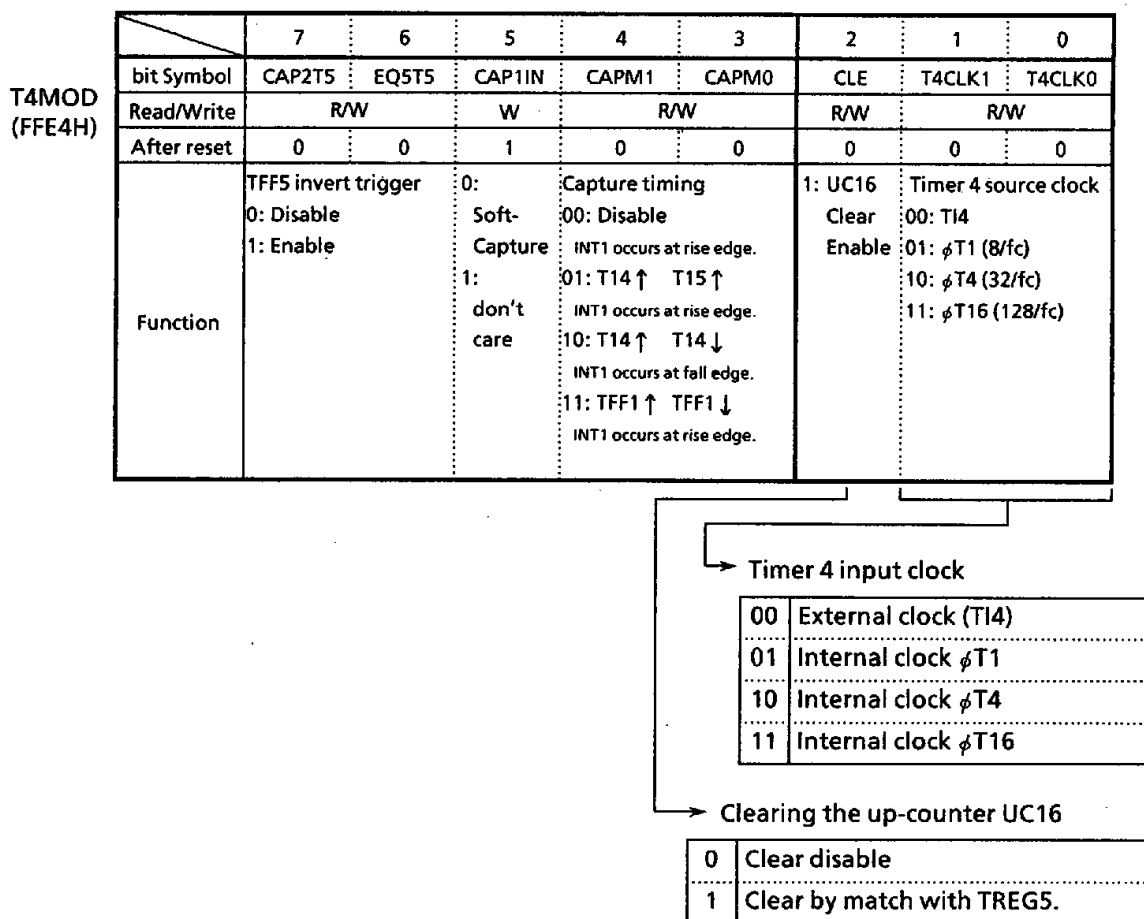 7 6 5 4 3 2 1 0
bit Symbol CAP2T5 EQ5T5 CAP1IN CAPM1 CAPM0 CLE T4CLK1 T4CLK0
T4MOD
(FFE4H)
Read/Write R/W W R/W R/W R/W
After reset 0 0 1 0 0 0 0 0
Function
TFF5 invert trigger
0: Disable
1: Enable
0:
Soft-
Capture
1:
don't
care
Capture timing
00: Disable
INT1 occurs at rise edge.
01: T14 ↑ T15 ↑
INT1 occurs at rise edge.
10: T14 ↑ T14 ↓
INT1 occurs at fall edge.
11: TFF1 ↑ TFF1 ↓
INT1 occurs at rise edge.
1: UC16
Clear
Enable
Timer 4 source clock
00: TI4
01: ϕT1 (8/fc)
10: ϕT4 (32/fc)
11: ϕT16 (128/fc)
Timer 4 input clock
00 External clock (TI4)
01 Internal clock ϕT1
10 Internal clock ϕT4
11 Internal clock ϕT16
Clearing the up-counter UC16
0 Clear disable
1 Clear by match with TREG5.